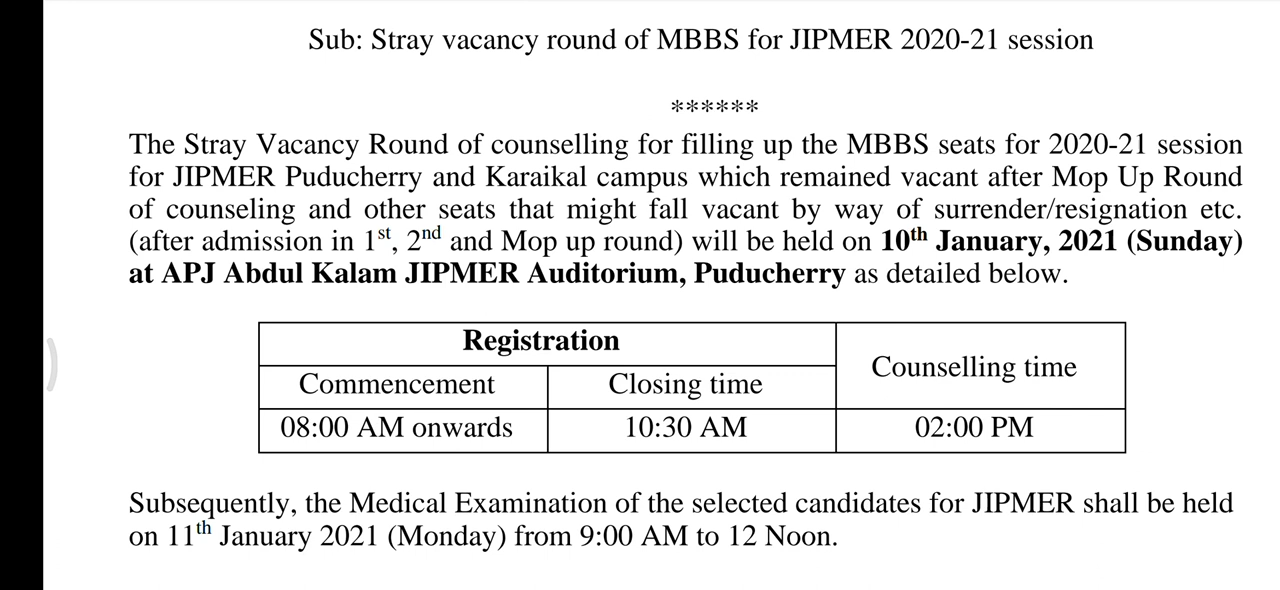 Sub: Stray vacancy round of MBBS for JIPMER 2020-21 session
******
The Stray Vacancy Round of counselling for filling up the MBBS seats for 2020-21 session
for JIPMER Puducherry and Karaikal campus which remained vacant after Mop Up Round
of counseling and other seats that might fall vacant by way of surrender/resignation etc.
(after admission in 1st, 2nd and Mop up round) will be held on 10th January, 2021 (Sunday)
at APJ Abdul Kalam JIPMER Auditorium, Puducherry as detailed below.
Registration
Counselling time
Commencement
Closing time
08:00 AM onwards
10:30 AM
02:00 PM
Subsequently, the Medical Examination of the selected candidates for JIPMER shall be held
on 11th January 2021 (Monday) from 9:00 AM to 12 Noon.